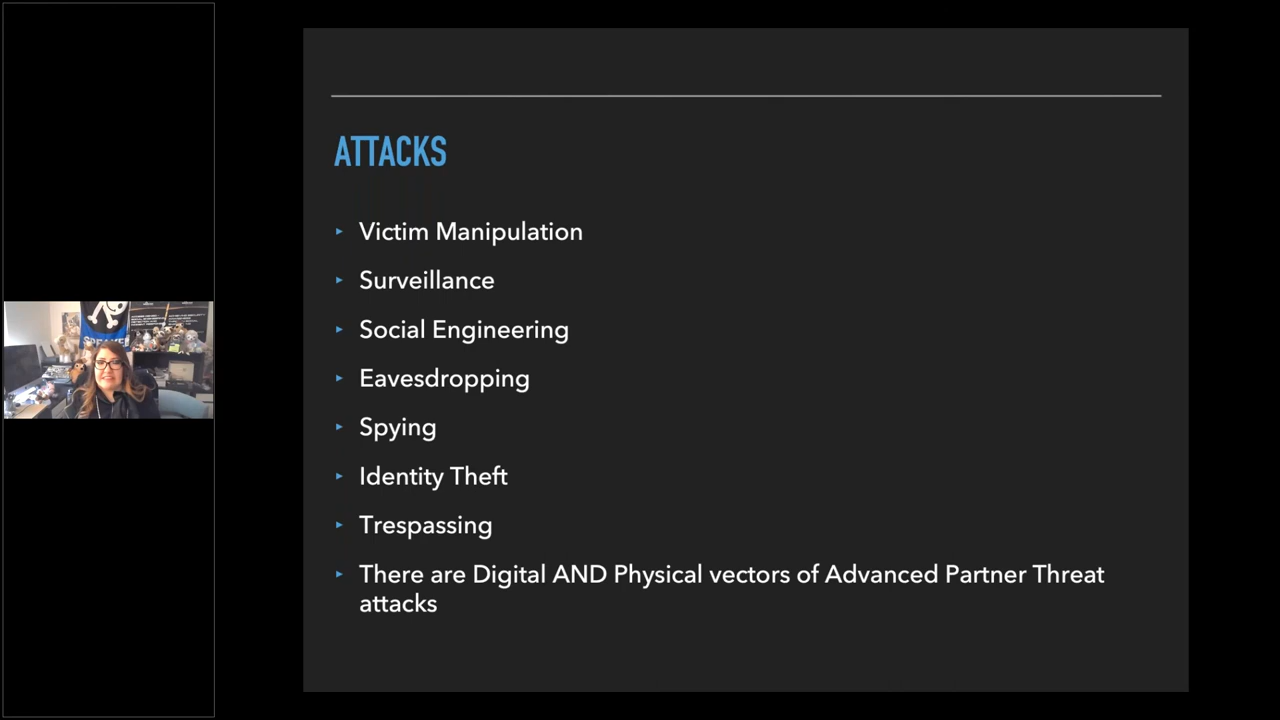 ATTACKS
Victim Manipulation
Surveillance
Social Engineering
Eavesdropping
Spying
Identity Theft
Trespassing
There are Digital AND Physical vectors of Advanced Partner Threat
attacks